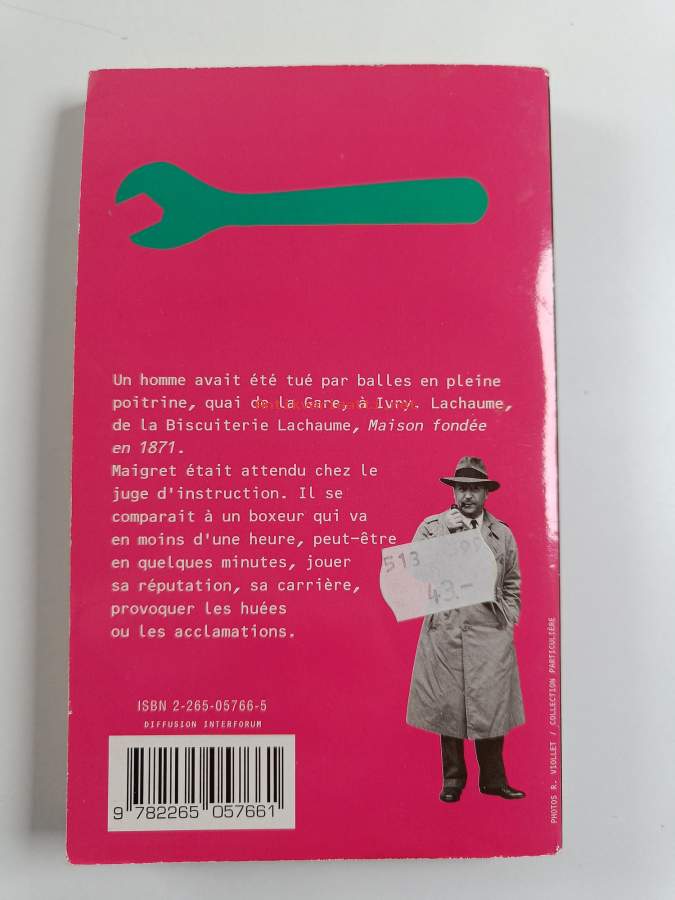 Un homme avait été tué par balles en pleine
poitrine, quai de la Gare, à Ivry. Lachaume,
de la Biscuiterie Lachaume, Maison fondée
en 1871.
Maigret était attendu chez le
juge d'instruction. Il se
comparait à un boxeur qui va
en moins d'une heure, peut-être
en quelques minutes, jouer
sa réputation, sa carrière,
provoquer les huées
ou les acclamations.
513
43.-
ISBN 2-265-05766-5
DIFFUSION INTERFORUM
9 782265 057661
PHOTOS R. VIOLLET / COLLECTION PARTICULIÈRE